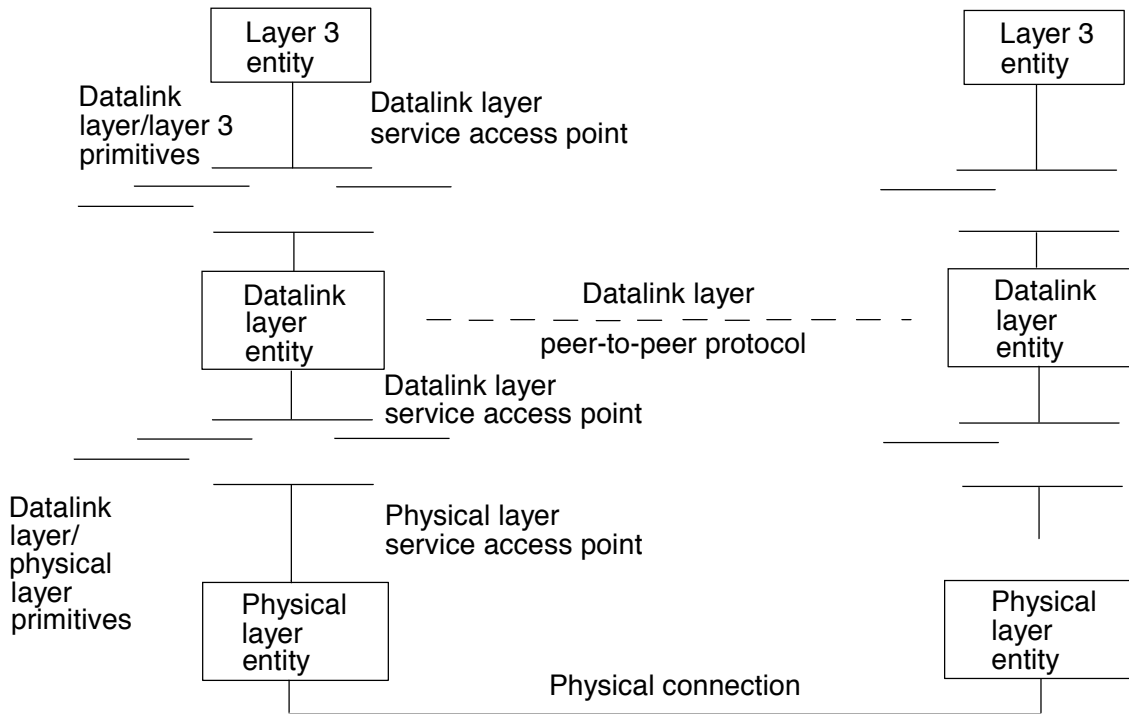 Layer 3
entity
Layer 3
entity
Datalink
layer/layer 3
primitives
Datalink layer
service access point
Datalink
layer
entity
Datalink layer
peer-to-peer protocol
Datalink
layer
entity
Datalink layer
service access point
Datalink
layer/
physical
layer
primitives
Physical layer
service access point
Physical
layer
entity
Physical
layer
entity
Physical connection